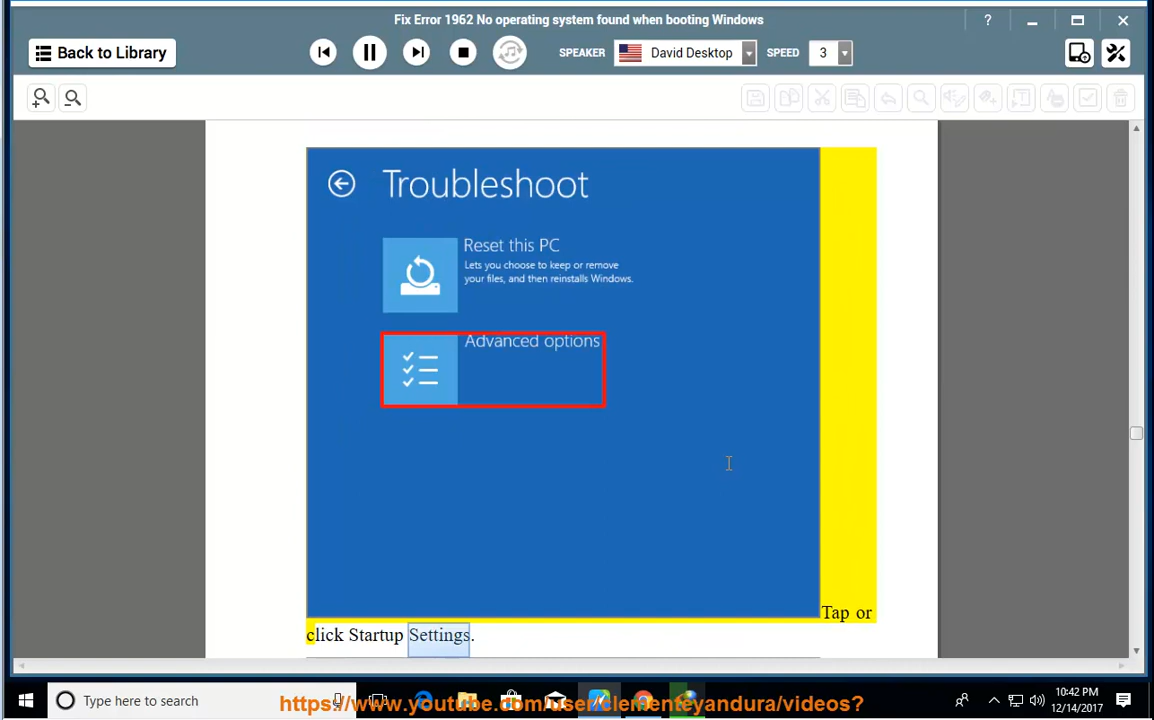 Fix Error 1962 No operating system found when booting Windows
?
Back to Library
SPEAKER
David Desktop
SPEED
3
Troubleshoot
Reset this PC
Lets you choose to keep or remove
your files, and then reinstalls Windows.
Advanced options
Tap or
click Startup Settings.
Type here to search
https://www.youtube.com/user/clementeyandura/videos?
10:42 PM
12/14/2017